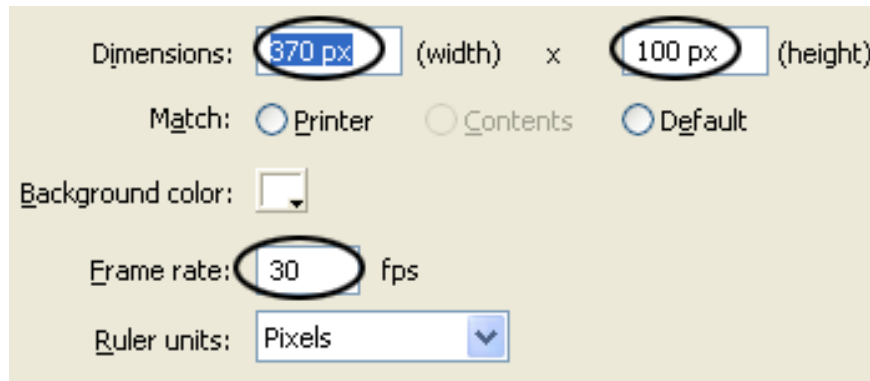 Dimensions: 370 px (width) x 100 px (height)
Match: Printer Contents Default
Background color:
Frame rate: 30 fps
Ruler units: Pixels